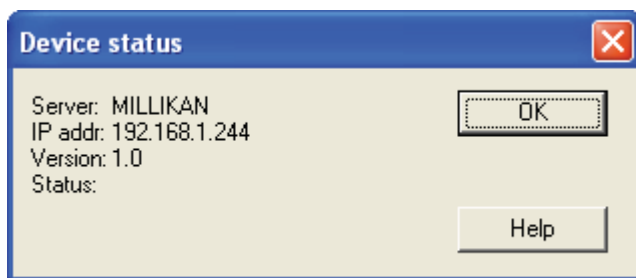 Device status
Server: MILLIKAN
IP addr: 192.168.1.244
Version: 1.0
Status:
OK
Help